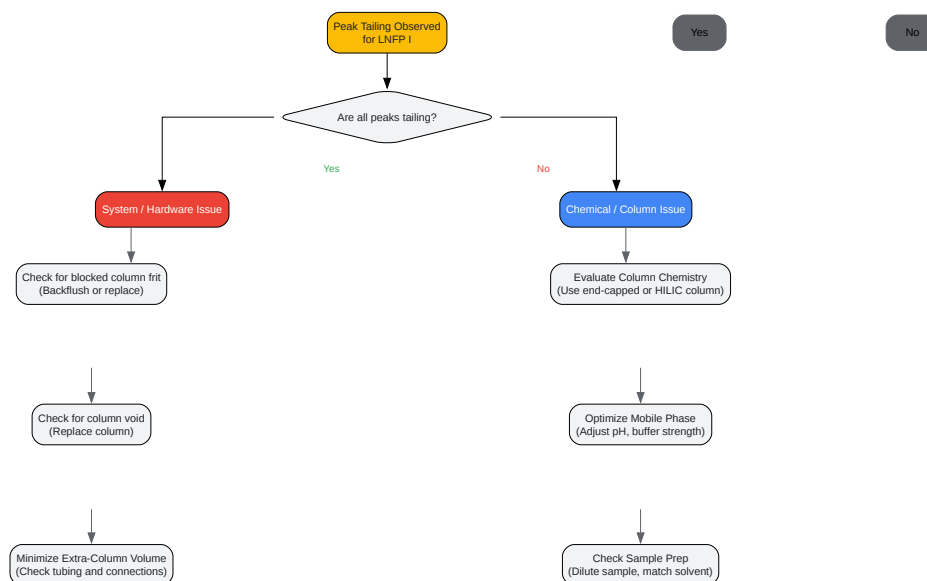 Peak Tailing Observed
for LNFP I
Yes
No
Are all peaks tailing?
Yes
No
System / Hardware Issue
Chemical / Column Issue
Check for blocked column frit
(Backflush or replace)
Evaluate Column Chemistry
(Use end-capped or HILIC column)
Check for column void
(Replace column)
Optimize Mobile Phase
(Adjust pH, buffer strength)
Minimize Extra-Column Volume
(Check tubing and connections)
Check Sample Prep
(Dilute sample, match solvent)